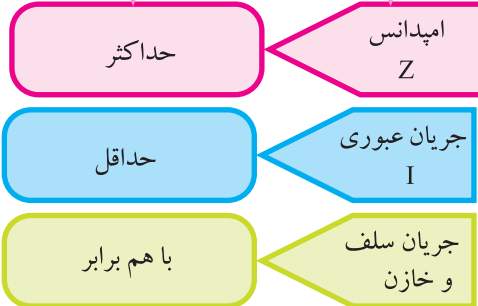 امپدانس
Z
حداکثر
جریان عبوری
I
حداقل
جریان سلف
و خازن
با هم برابر